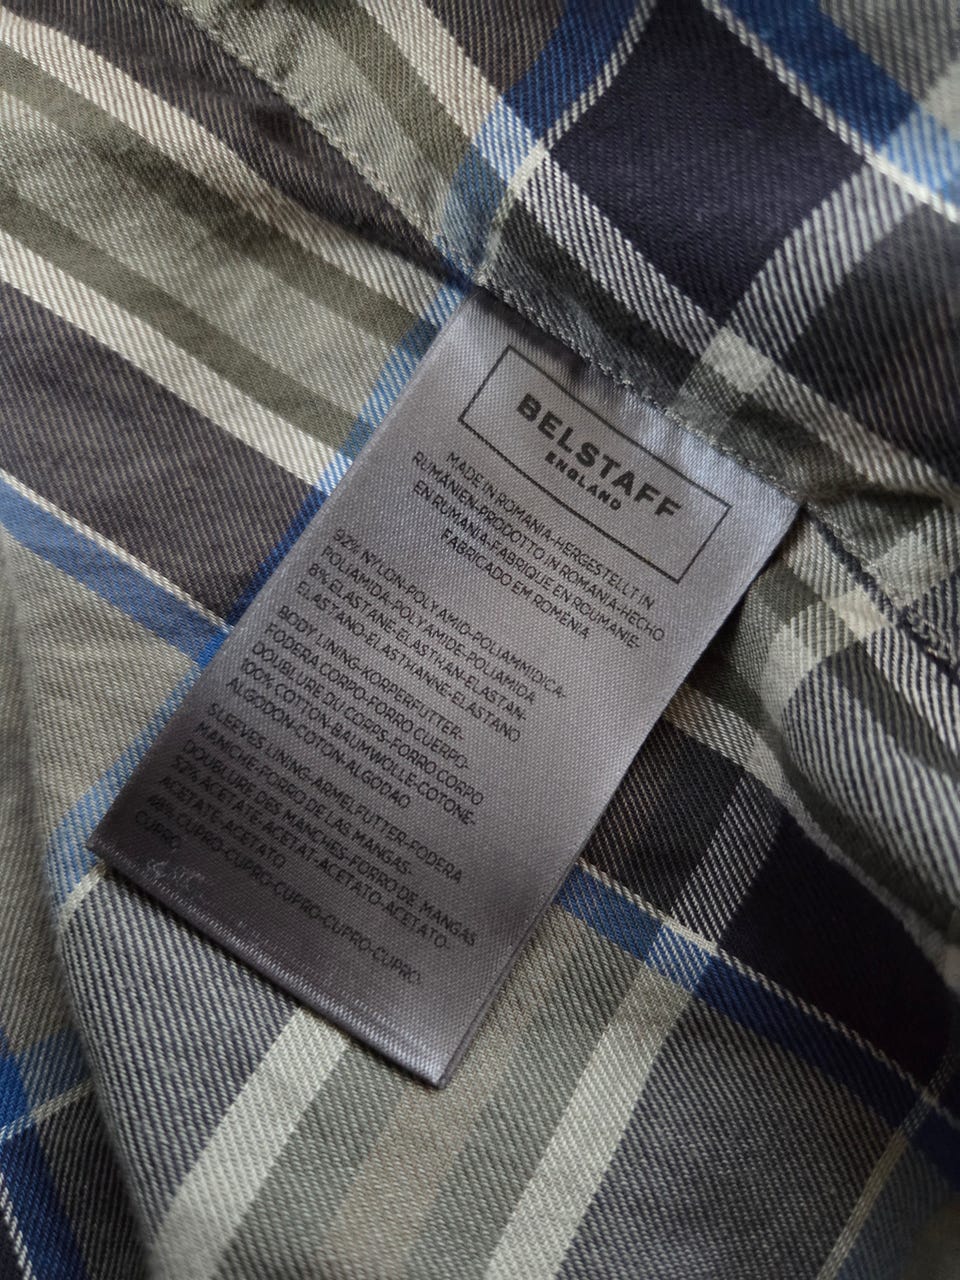 BELSTAFF
ENGLAND
MADE IN ROMANIA-HERGESTELLT IN
RUMÄNIEN-PRODOTTO IN ROMANIA-HECHO
EN RUMANIA-FABRIQUE EN ROUMANIE-
FABRICADO EM ROMENIA
92% NYLON-POLYAMID-POLIAMMIDICA-
POLIAMIDA-POLYAMIDE-POLIAMIDA
8% ELASTANE-ELASTHAN-ELASTAN-
ELASTANO-ELASTHANNE-ELASTANO
BODY LINING-KORPERFUTTER-
FODERA CORPO-FORRO CUERPO-
DOUBLURE DU CORPS-FORRO CORPO
100% COTTON-BAUMWOLLE-COTONE-
ALGODON-COTON-ALGODAO
SLEEVES LINING-ARMELFUTTER-FODERA
MANICHE-FORRO DE LAS MANGAS-
DOUBLURE DES MANCHES-FORRO DE MANGAS
52% ACETATE-ACETAT-ACETATO-ACETATO-
ACETATE-ACETATO
48% CUPRO-CUPRO-CUPRO-CUPRO-CUPRO-
CUPRO